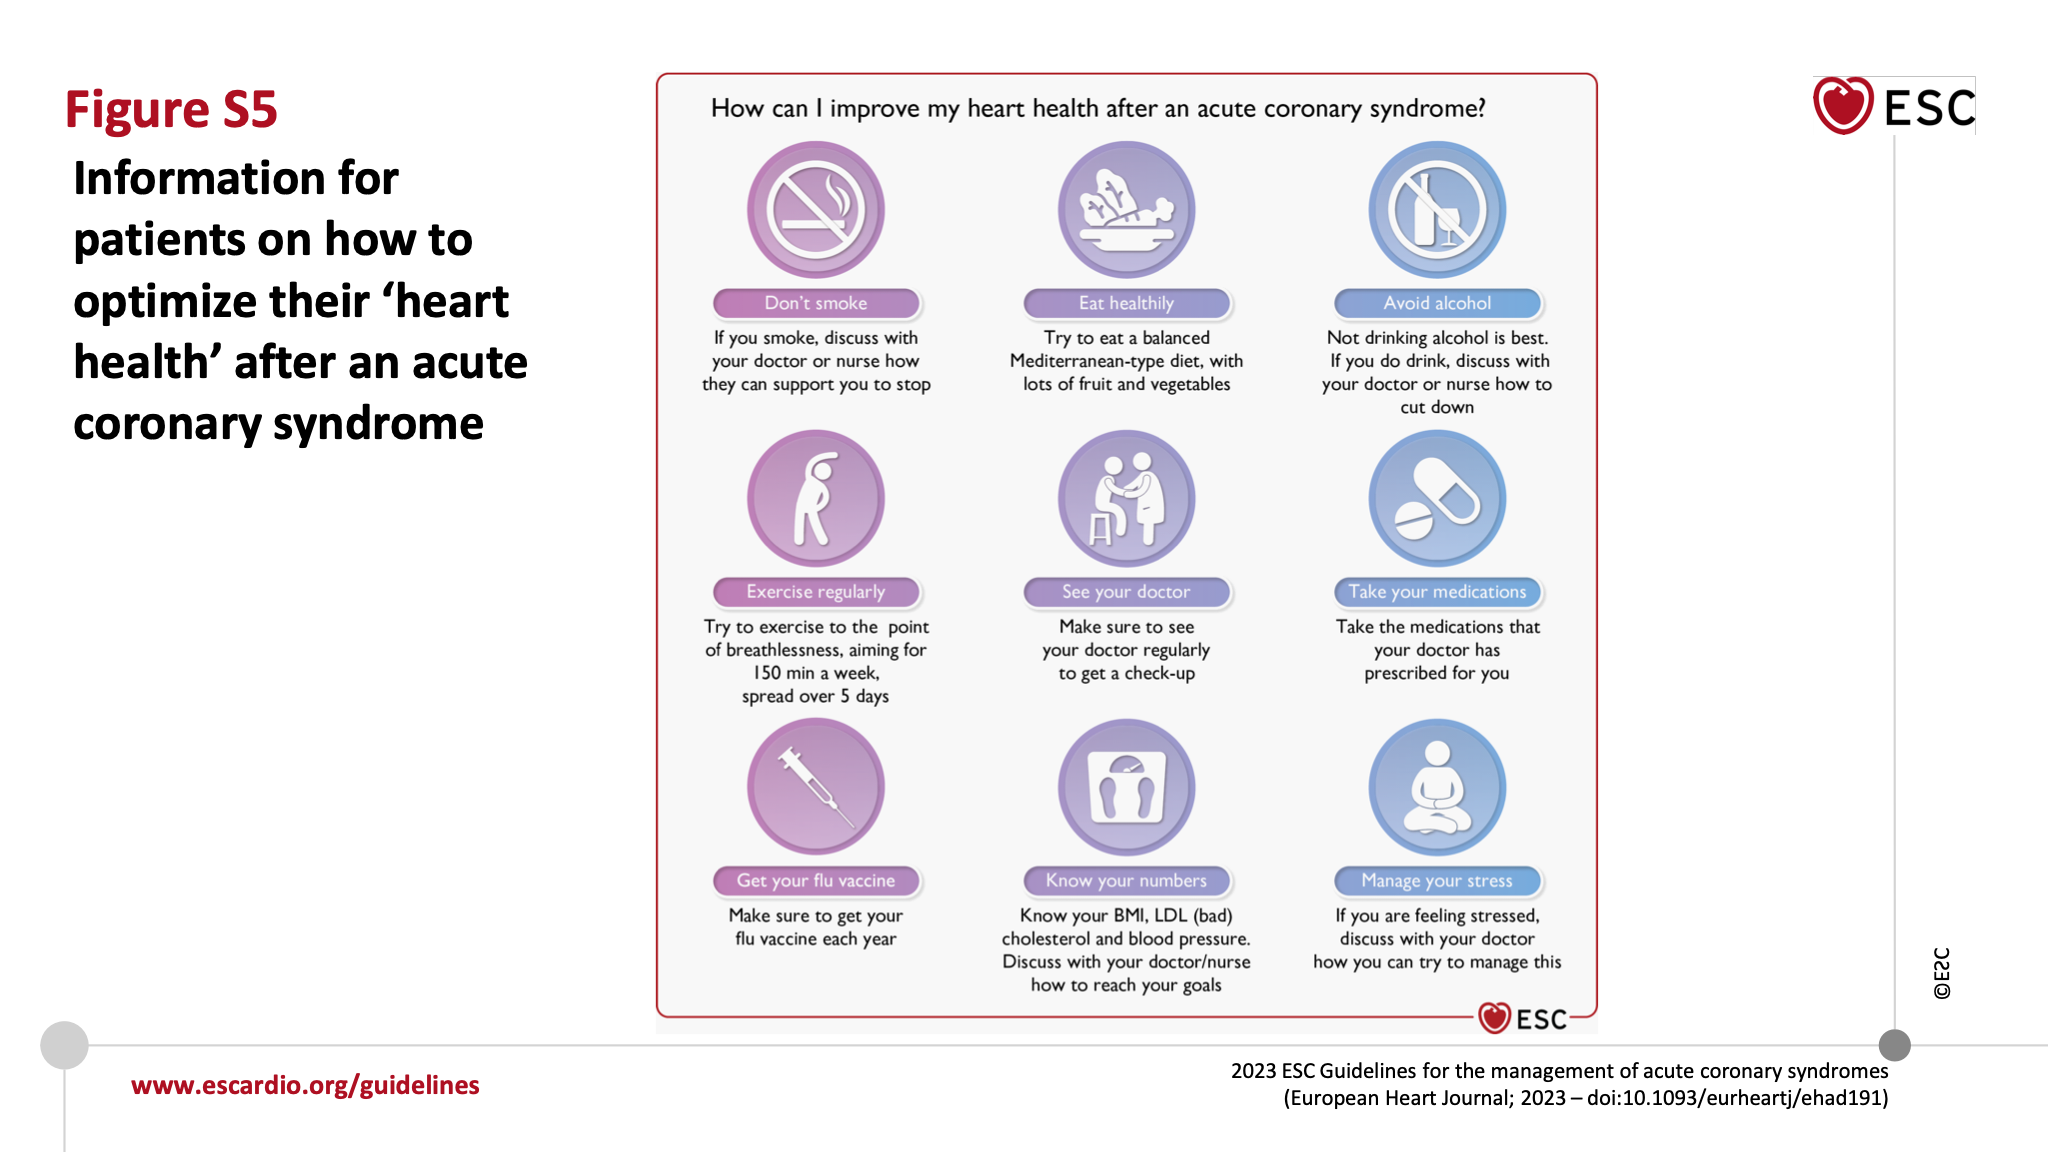 Figure S5
Information for
patients on how to
optimize their ‘heart
health’ after an acute
coronary syndrome
How can I improve my heart health after an acute coronary syndrome?
Don’t smoke
If you smoke, discuss with
your doctor or nurse how
they can support you to stop
Eat healthily
Try to eat a balanced
Mediterranean-type diet, with
lots of fruit and vegetables
Avoid alcohol
Not drinking alcohol is best.
If you do drink, discuss with
your doctor or nurse how to
cut down
Exercise regularly
Try to exercise to the point
of breathlessness, aiming for
150 min a week,
spread over 5 days
See your doctor
Make sure to see
your doctor regularly
to get a check-up
Take your medications
Take the medications that
your doctor has
prescribed for you
Get your flu vaccine
Make sure to get your
flu vaccine each year
Know your numbers
Know your BMI, LDL (bad)
cholesterol and blood pressure.
Discuss with your doctor/nurse
how to reach your goals
Manage your stress
If you are feeling stressed,
discuss with your doctor
how you can try to manage this
ESC
ESC
©ESC
www.escardio.org/guidelines
2023 ESC Guidelines for the management of acute coronary syndromes
(European Heart Journal; 2023 – doi:10.1093/eurheartj/ehad191)